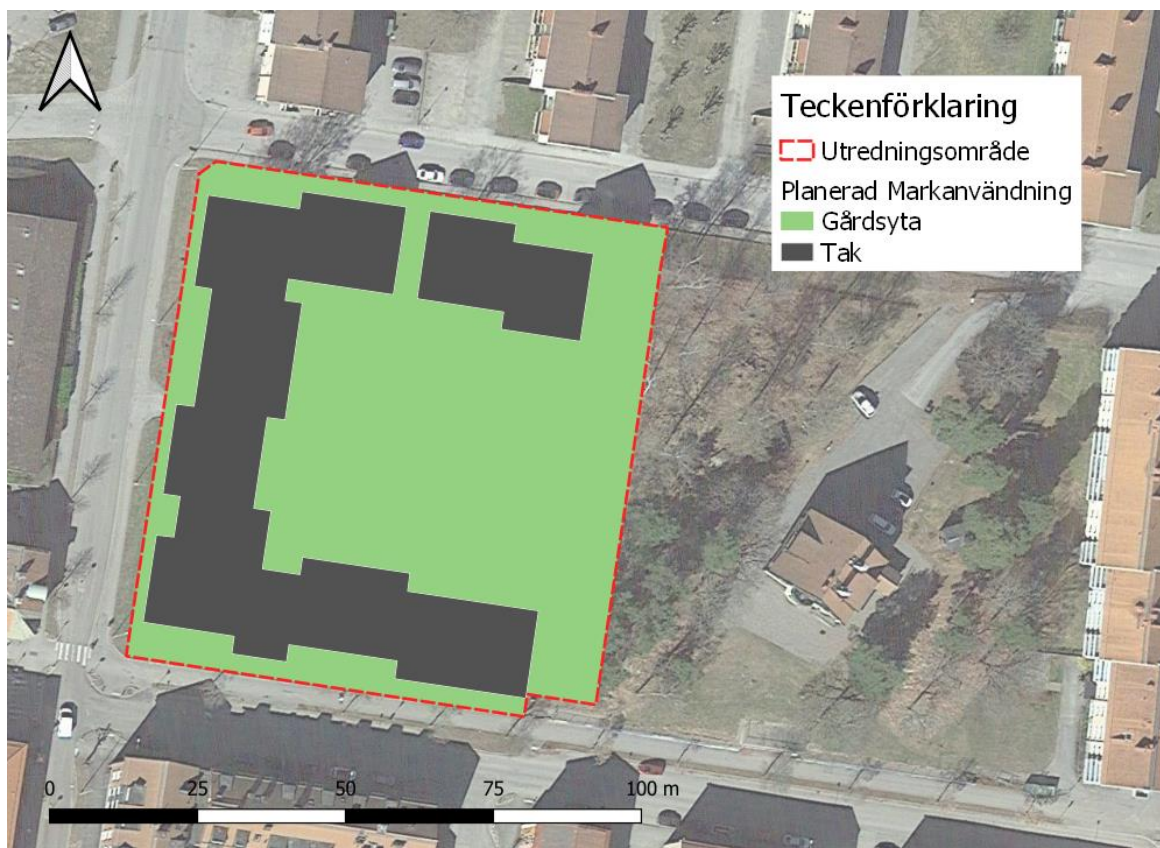 Teckenförklaring
Utredningsområde
Planerad Markanvändning
Gårdsyta
Tak
0 25 50 75 100 m